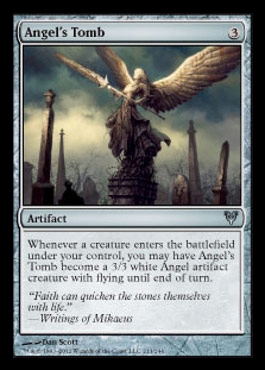 Angel's Tomb 3
Artifact
Whenever a creature enters the battlefield
under your control, you may have Angel's
Tomb become a 3/3 white Angel artifact
creature with flying until end of turn.
"Faith can quicken the stones themselves
with life."
—Writings of Mikaeus
Dan Scott